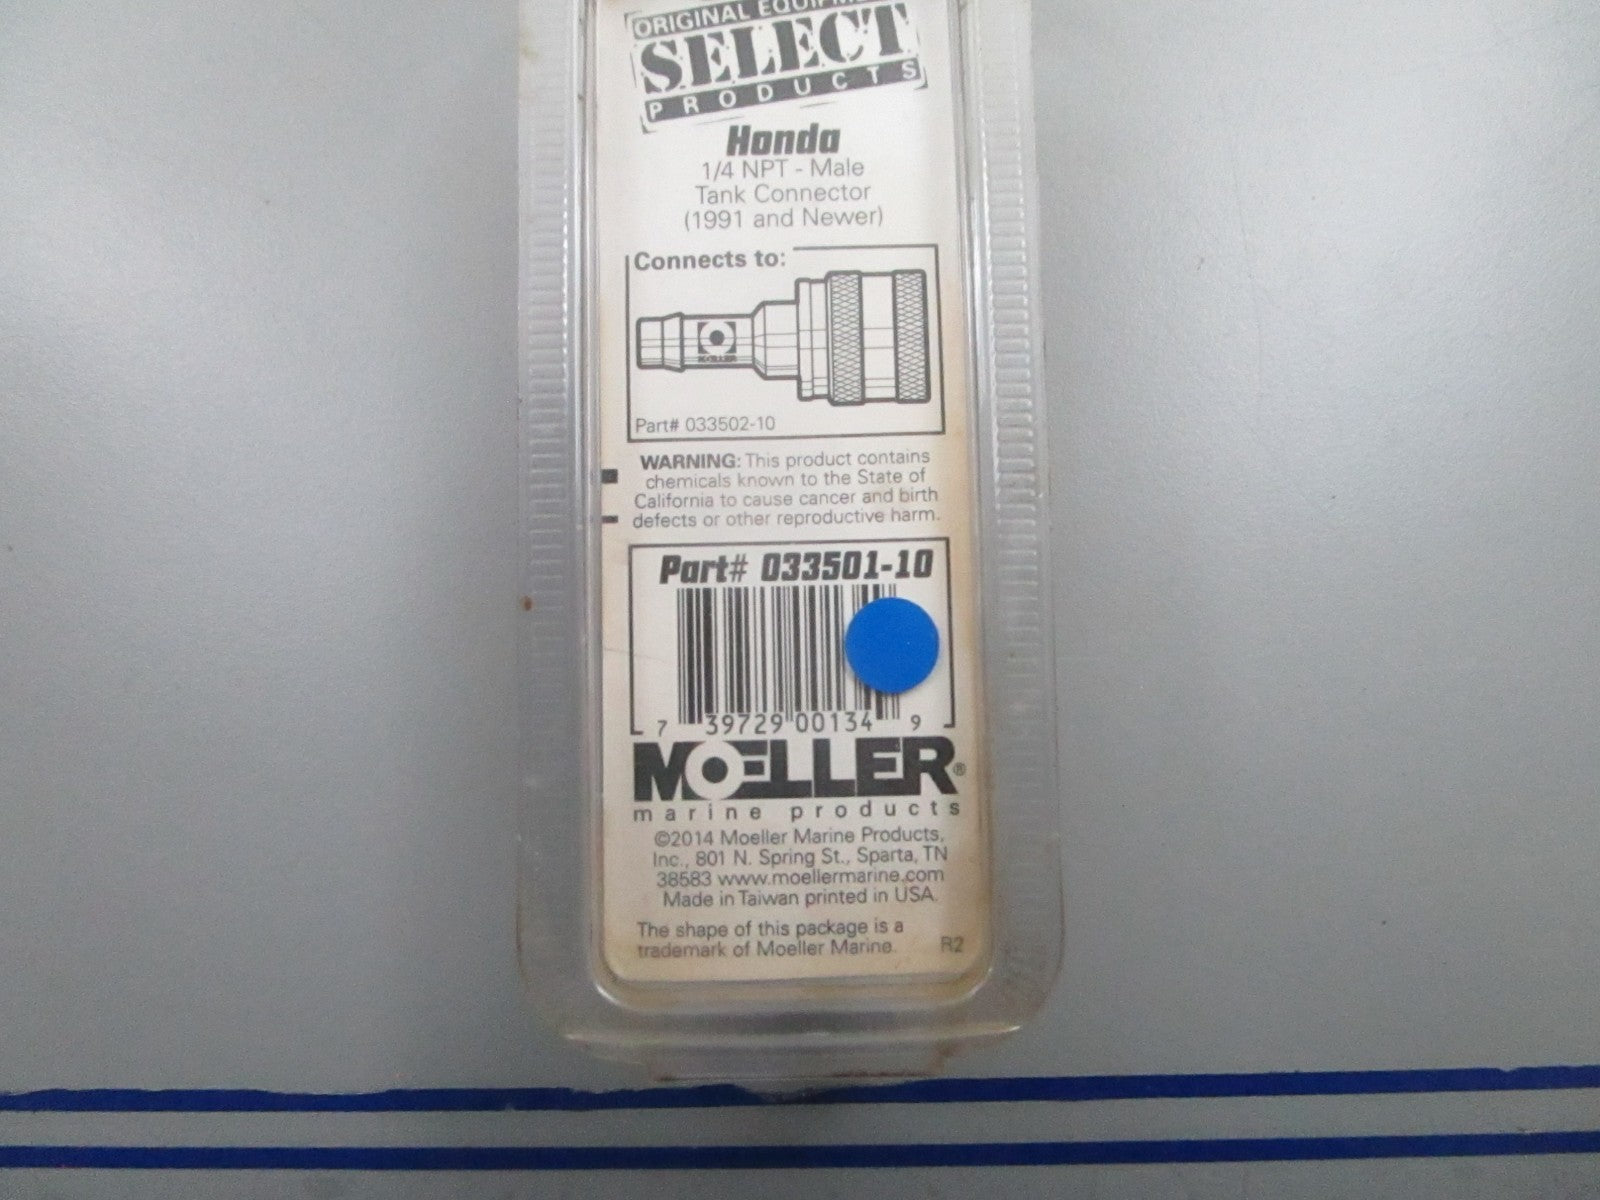 ORIGINAL EQUIPME
SELECT
PRODUCTS
Honda
1/4 NPT - Male
Tank Connector
(1991 and Newer)
Connects to:
MOELLER
Part# 033502-10
WARNING: This product contains
chemicals known to the State of
California to cause cancer and birth
defects or other reproductive harm.
Part# 033501-10
7 39729 00134 9
MOELLER®
marine products
©2014 Moeller Marine Products,
Inc., 801 N. Spring St., Sparta, TN
38583 www.moellermarine.com
Made in Taiwan printed in USA.
The shape of this package is a
trademark of Moeller Marine. R2